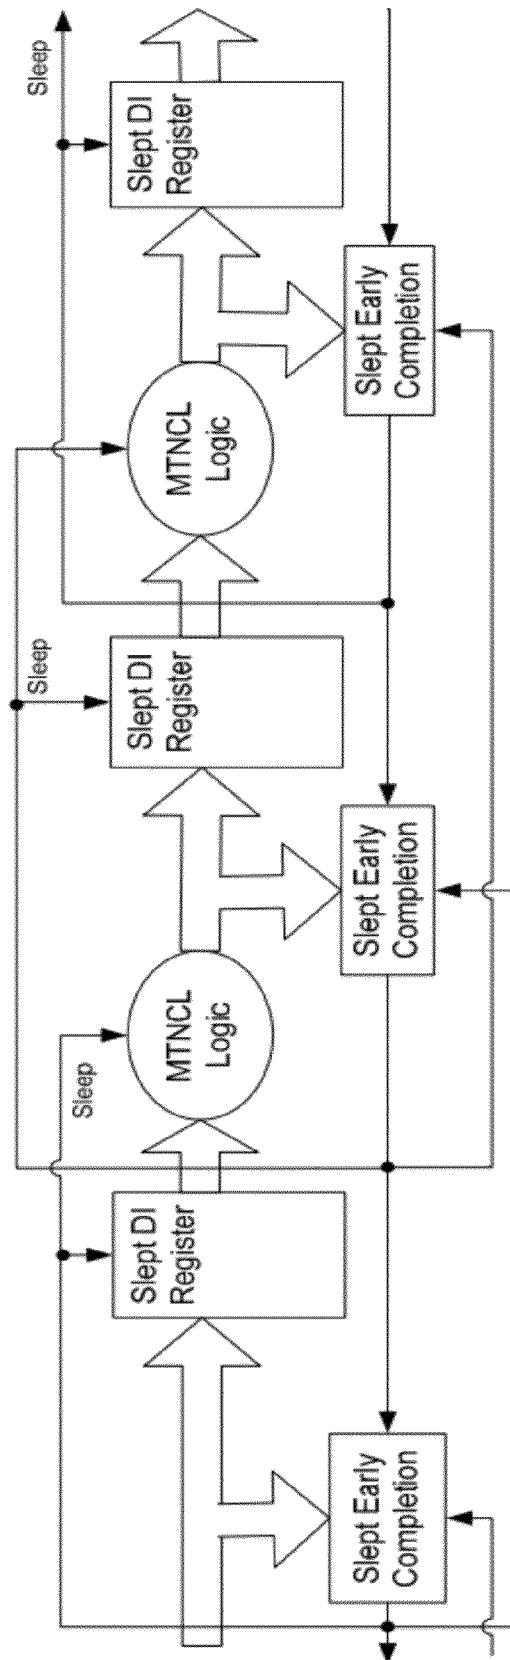 Sleep
Sleep
Sleep
Slept DI
Register
MTNCL
Logic
Slept DI
Register
MTNCL
Logic
Slept DI
Register
Slept Early
Completion
Slept Early
Completion
Slept Early
Completion